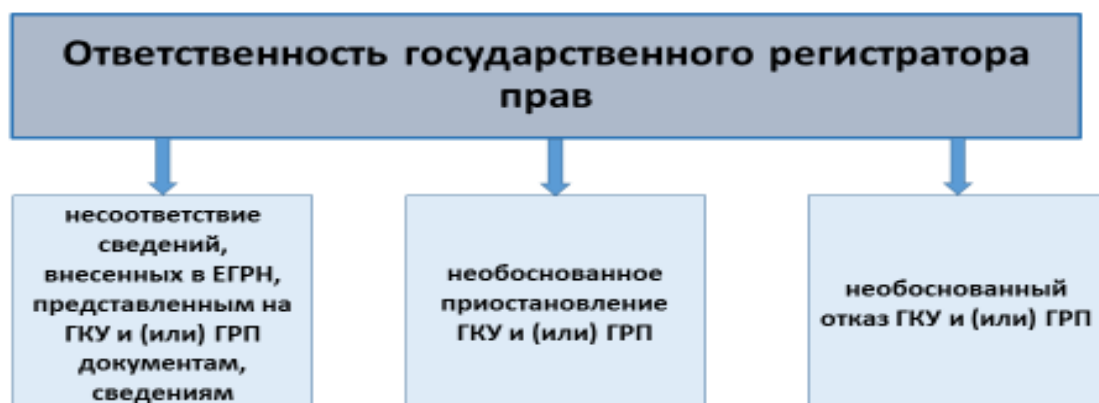 Ответственность государственного регистратора
прав
несоответствие
сведений,
внесенных в ЕГРН,
представленным на
ГКУ и (или) ГРП
документам,
сведениям
необоснованное
приостановление
ГКУ и (или) ГРП
необоснованный
отказ ГКУ и (или) ГРП